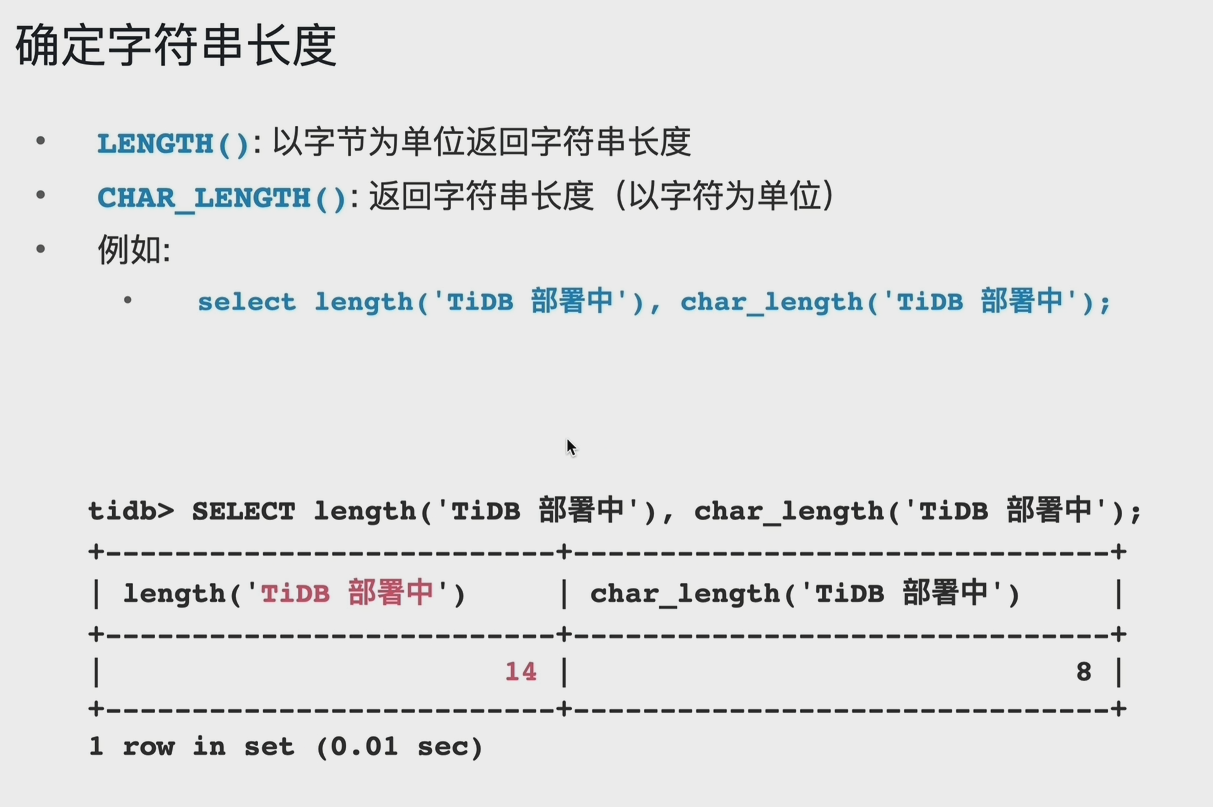 确定字符串长度
• LENGTH(): 以字节为单位返回字符串长度
• CHAR_LENGTH(): 返回字符串长度（以字符为单位）
• 例如:
• select length('TiDB 部署中'), char_length('TiDB 部署中');
tidb> SELECT length('TiDB 部署中'), char_length('TiDB 部署中');
+--------------------------+-------------------------------+
| length('TiDB 部署中')     | char_length('TiDB 部署中')     |
+--------------------------+-------------------------------+
|                       14 |                             8 |
+--------------------------+-------------------------------+
1 row in set (0.01 sec)